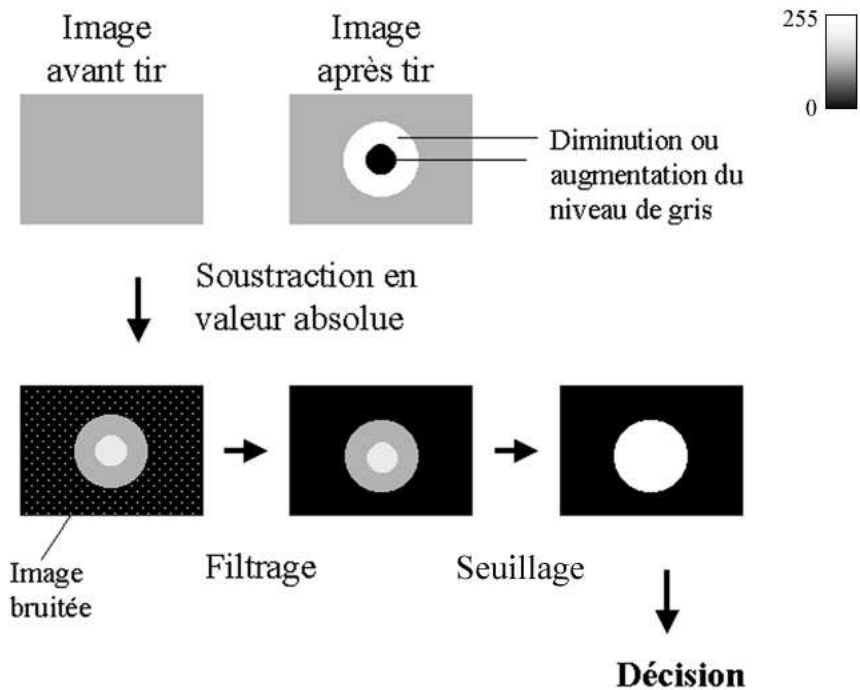 Image
avant tir
Image
après tir
255
0
Diminution ou
augmentation du
niveau de gris
Soustraction en
valeur absolue
Image
bruitée
Filtrage
Seuillage
Décision